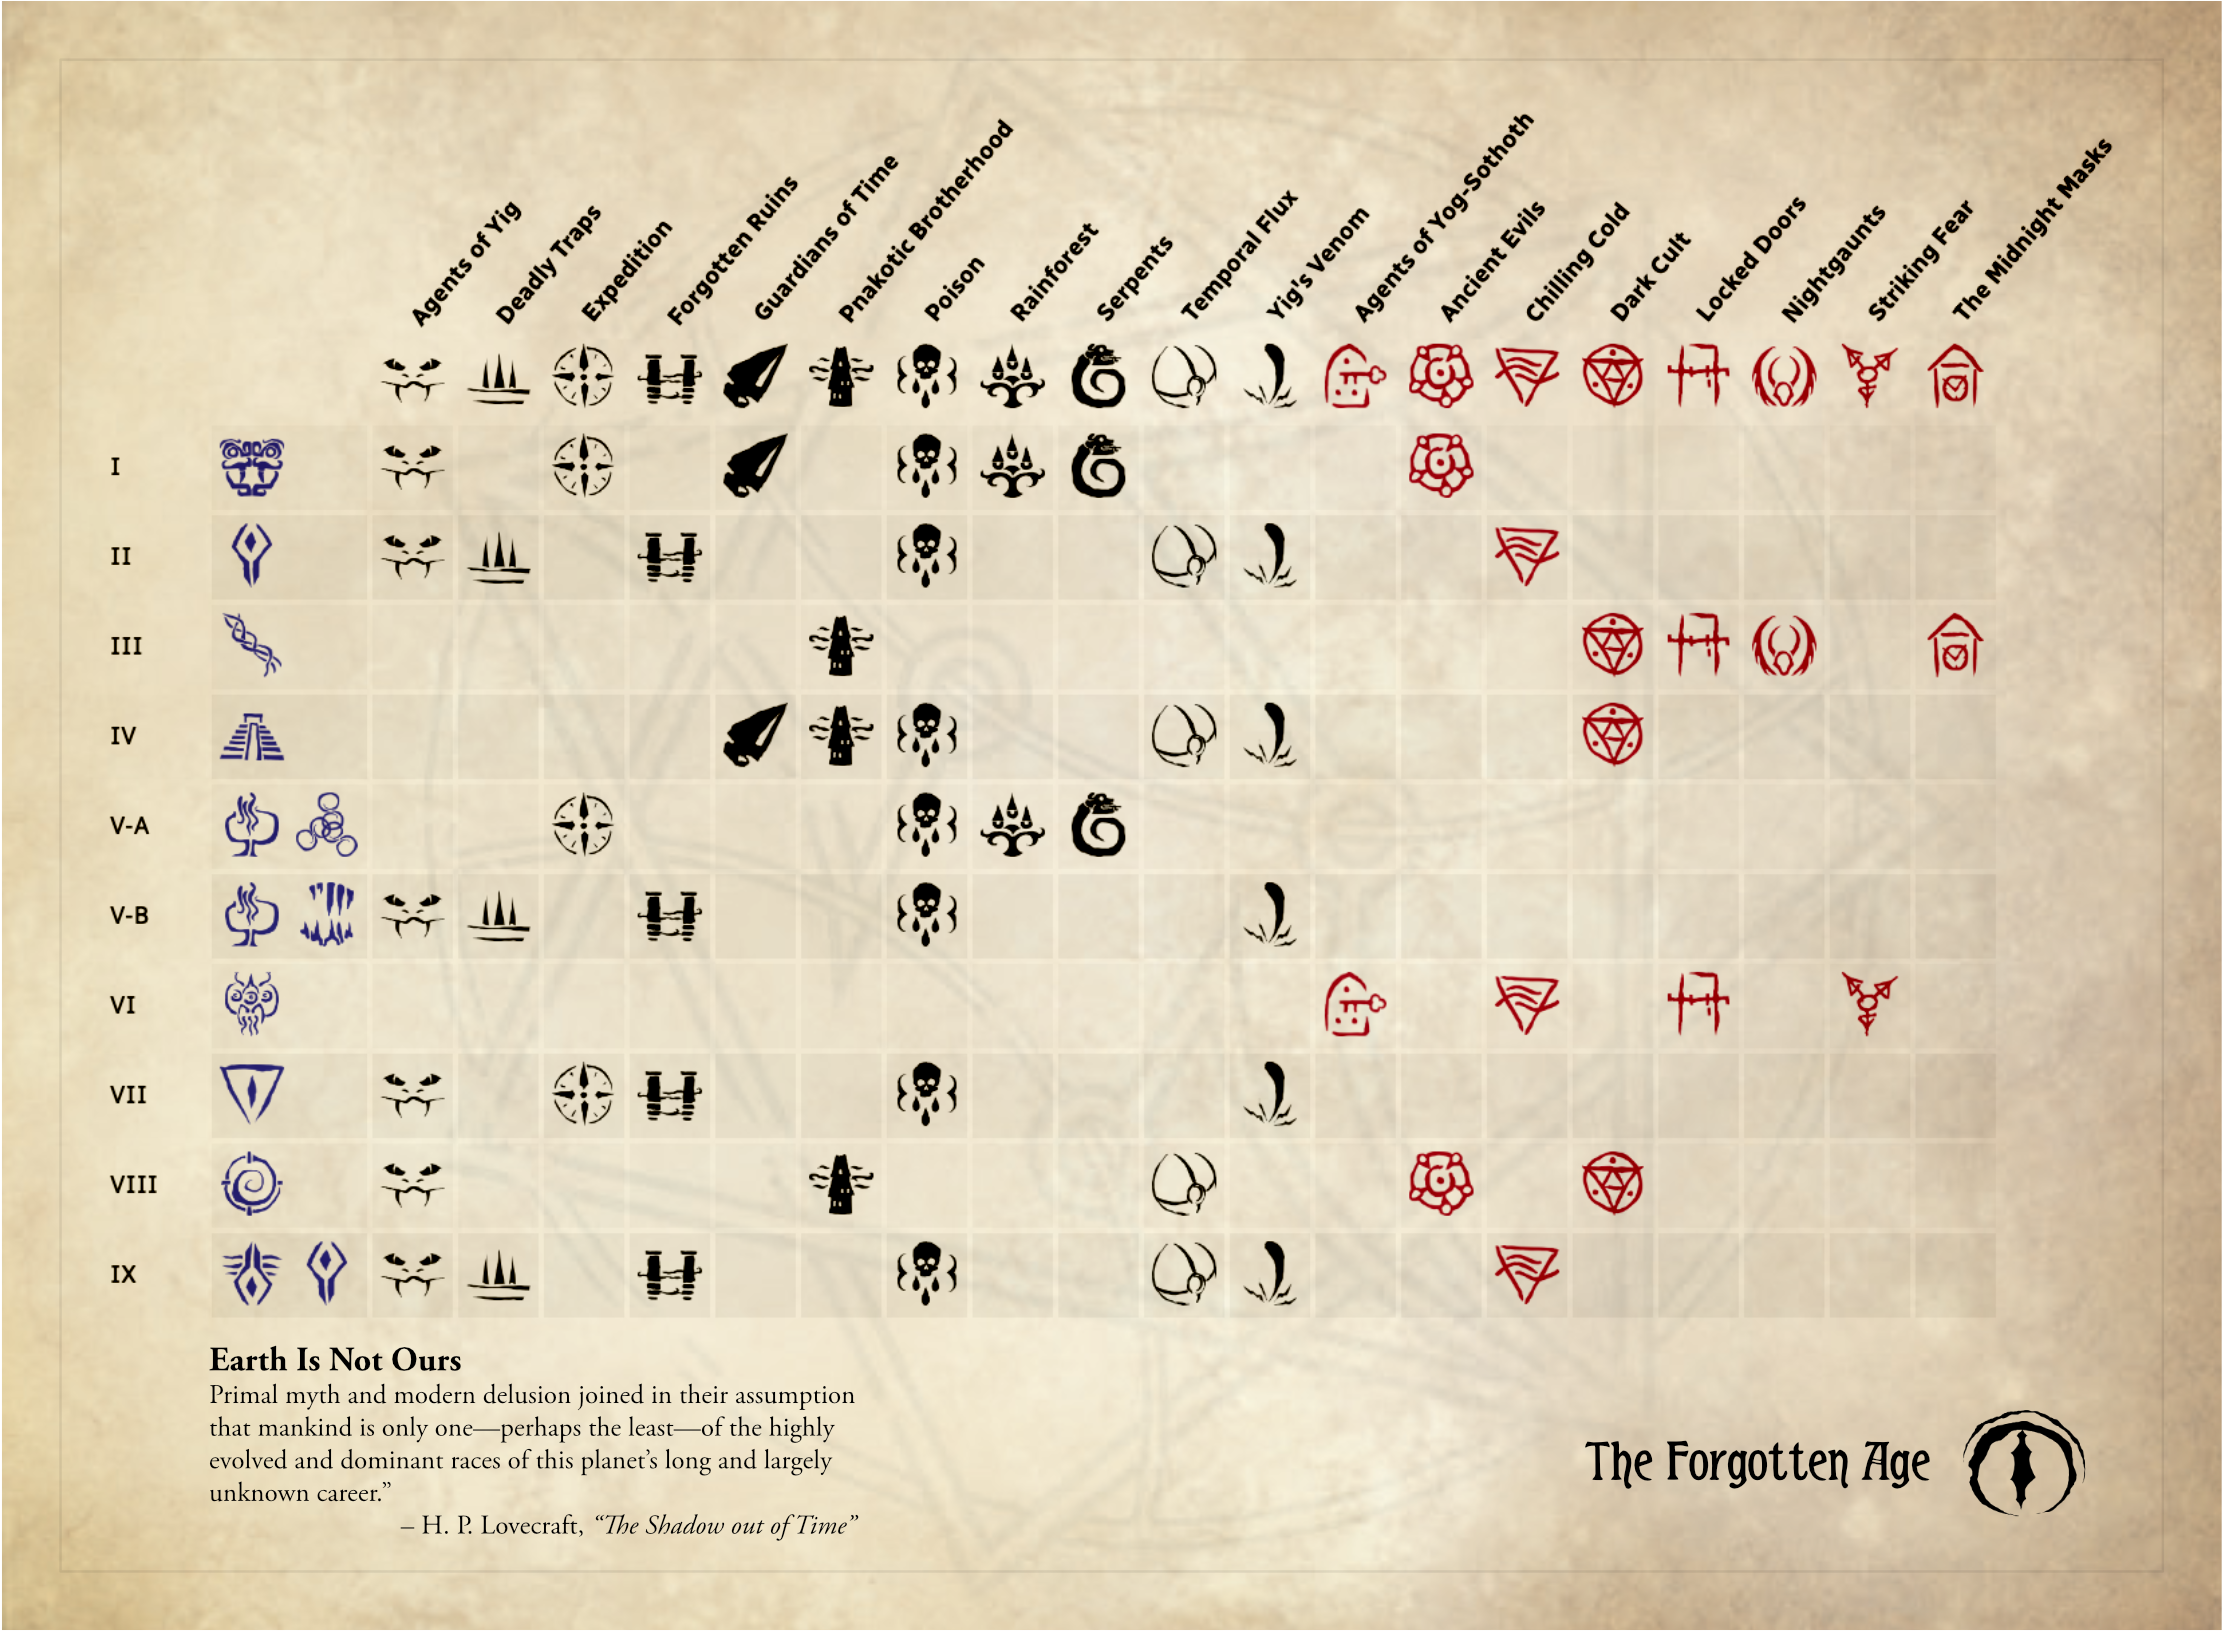 Agents of Yig
Deadly Traps
Expedition
Forgotten Ruins
Guardians of Time
Pnakotic Brotherhood
Poison
Rainforest
Serpents
Temporal Flux
Yig's Venom
Agents of Yog-Sothoth
Ancient Evils
Chilling Cold
Dark Cult
Locked Doors
Nightgaunts
Striking Fear
The Midnight Masks
I
II
III
IV
V-A
V-B
VI
VII
VIII
IX
Earth Is Not Ours
Primal myth and modern delusion joined in their assumption
that mankind is only one—perhaps the least—of the highly
evolved and dominant races of this planet’s long and largely
unknown career.”
– H. P. Lovecraft, “The Shadow out of Time”
The Forgotten Age